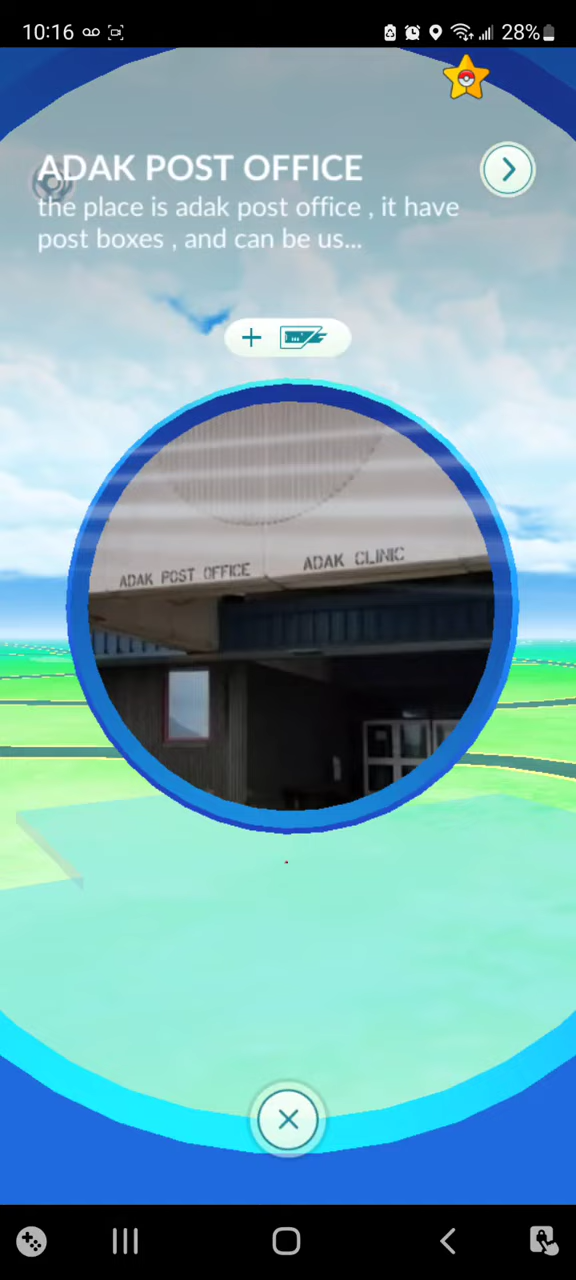 10:16
28%
ADAK POST OFFICE
the place is adak post office , it have
post boxes , and can be us...
ADAK POST OFFICE
ADAK CLINIC